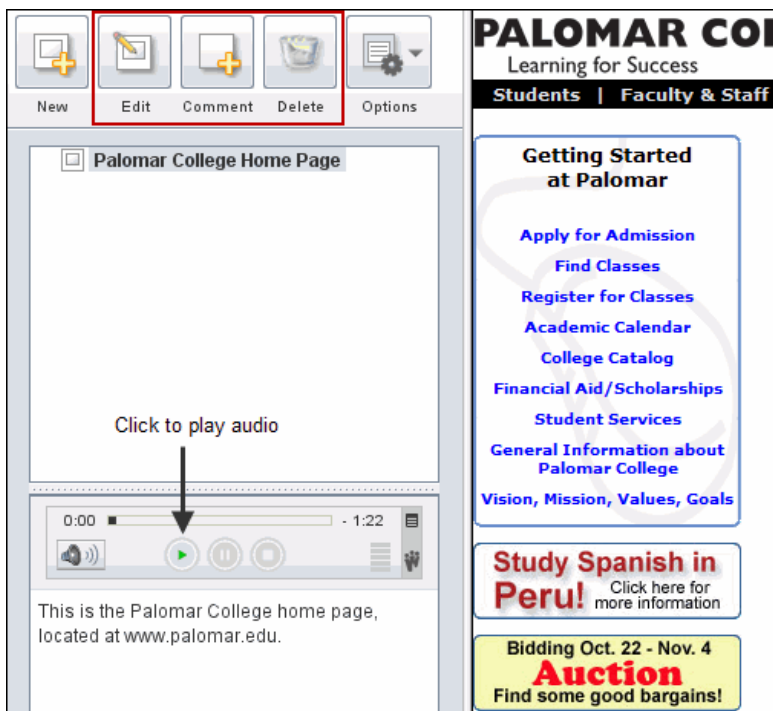 New Edit Comment Delete Options
Palomar College Home Page
Click to play audio
0:00 - 1:22
This is the Palomar College home page,
located at www.palomar.edu.
PALOMAR COL
Learning for Success
Students | Faculty & Staff
Getting Started
at Palomar
Apply for Admission
Find Classes
Register for Classes
Academic Calendar
College Catalog
Financial Aid/Scholarships
Student Services
General Information about
Palomar College
Vision, Mission, Values, Goals
Study Spanish in
Peru! Click here for
more information
Bidding Oct. 22 - Nov. 4
Auction
Find some good bargains!